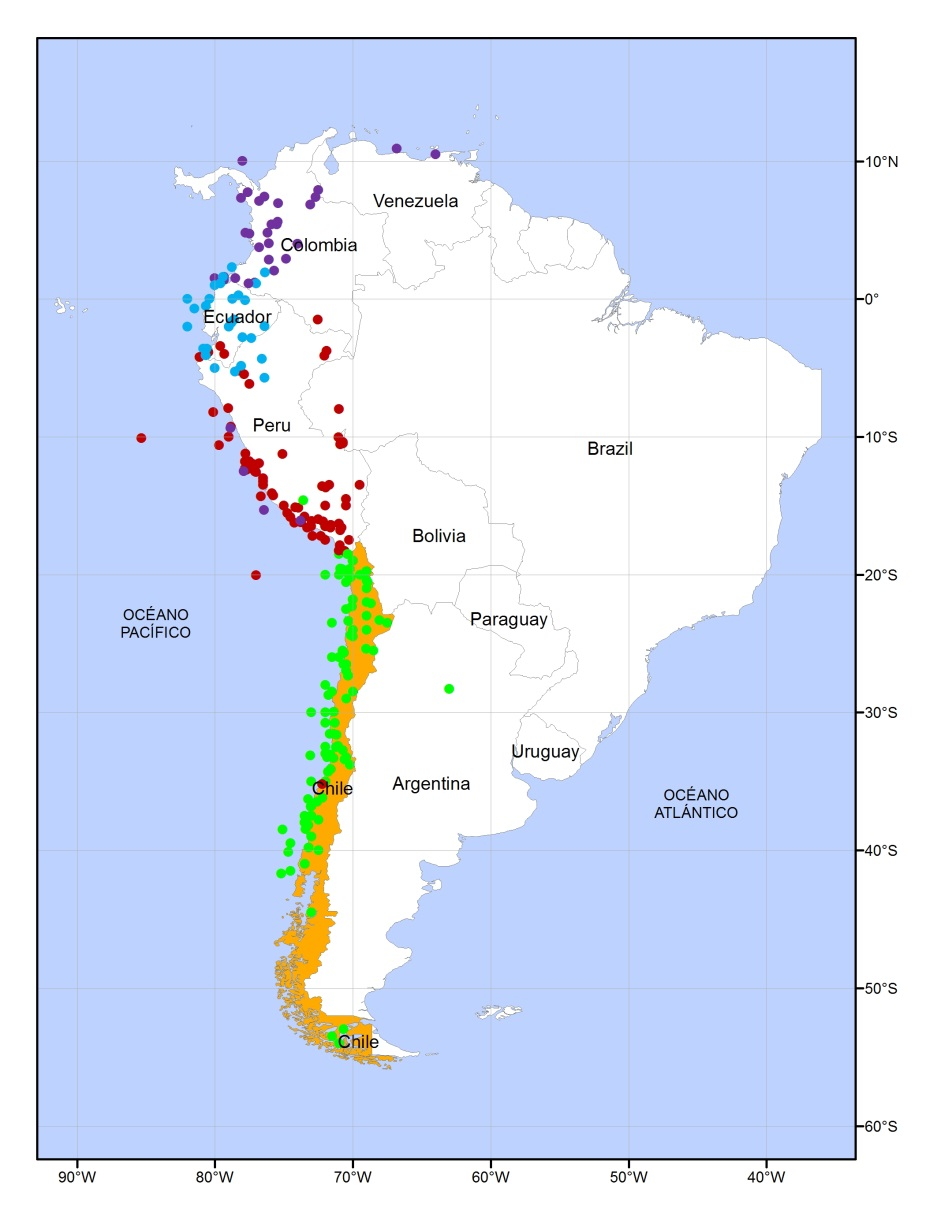 10°N
Venezuela
Colombia
0°
Ecuador
Peru
10°S
Brazil
Bolivia
20°S
OCÉANO
PACÍFICO
Paraguay
30°S
Uruguay
Argentina
Chile
OCÉANO
ATLÁNTICO
40°S
50°S
Chile
60°S
90°W
80°W
70°W
60°W
50°W
40°W